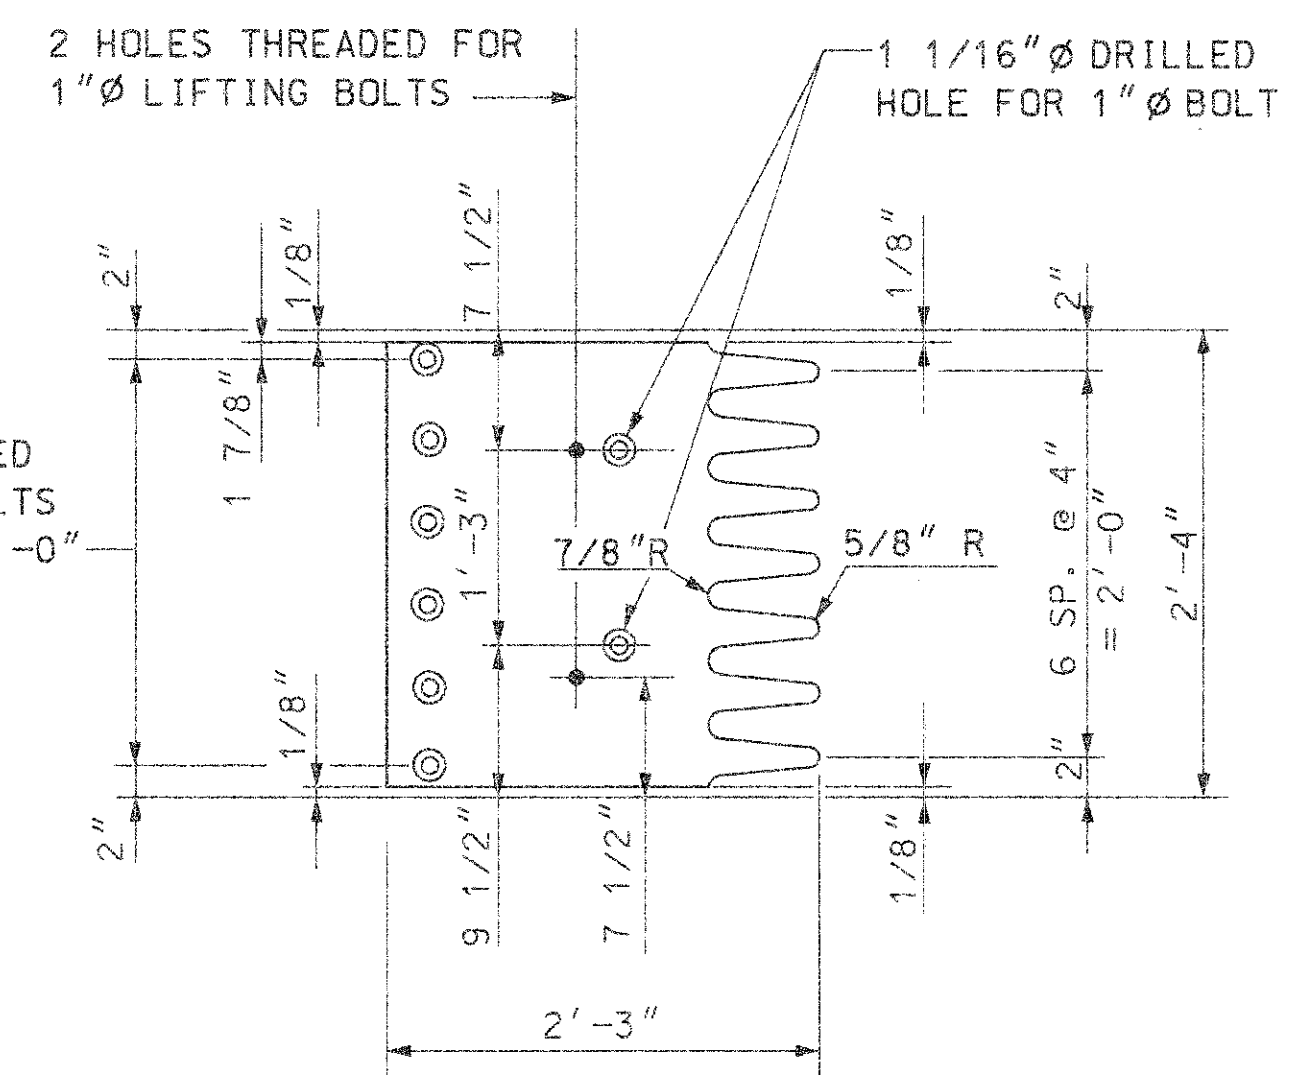 2 HOLES THREADED FOR
1"Ø LIFTING BOLTS
1 1/16"Ø DRILLED
HOLE FOR 1"Ø BOLT
2"
1/8"
7 1/2"
1/8"
2"
1 7/8"
ED
LTS
-0"
1'-3"
7/8"R
5/8" R
6 SP. @ 4"
= 2'-0"
2'-4"
1/8"
2"
2"
9 1/2"
7 1/2"
1/8"
2'-3"